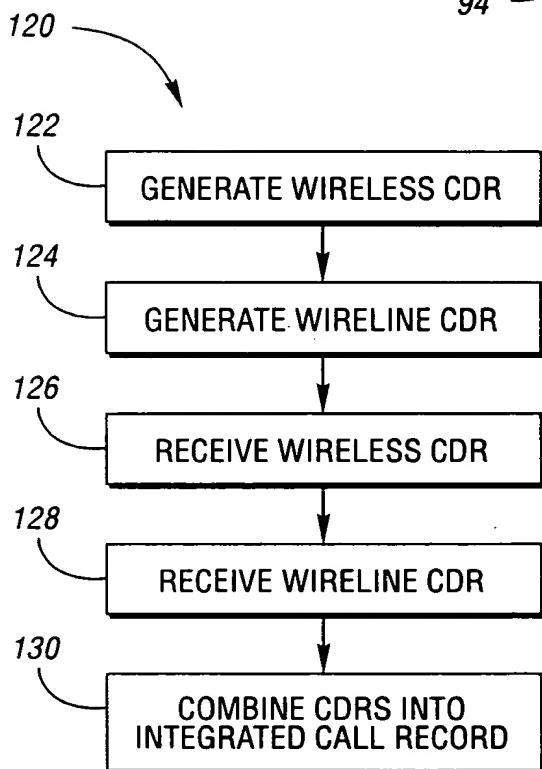 94
120
122
GENERATE WIRELESS CDR
124
GENERATE WIRELINE CDR
126
RECEIVE WIRELESS CDR
128
RECEIVE WIRELINE CDR
130
COMBINE CDRS INTO
INTEGRATED CALL RECORD